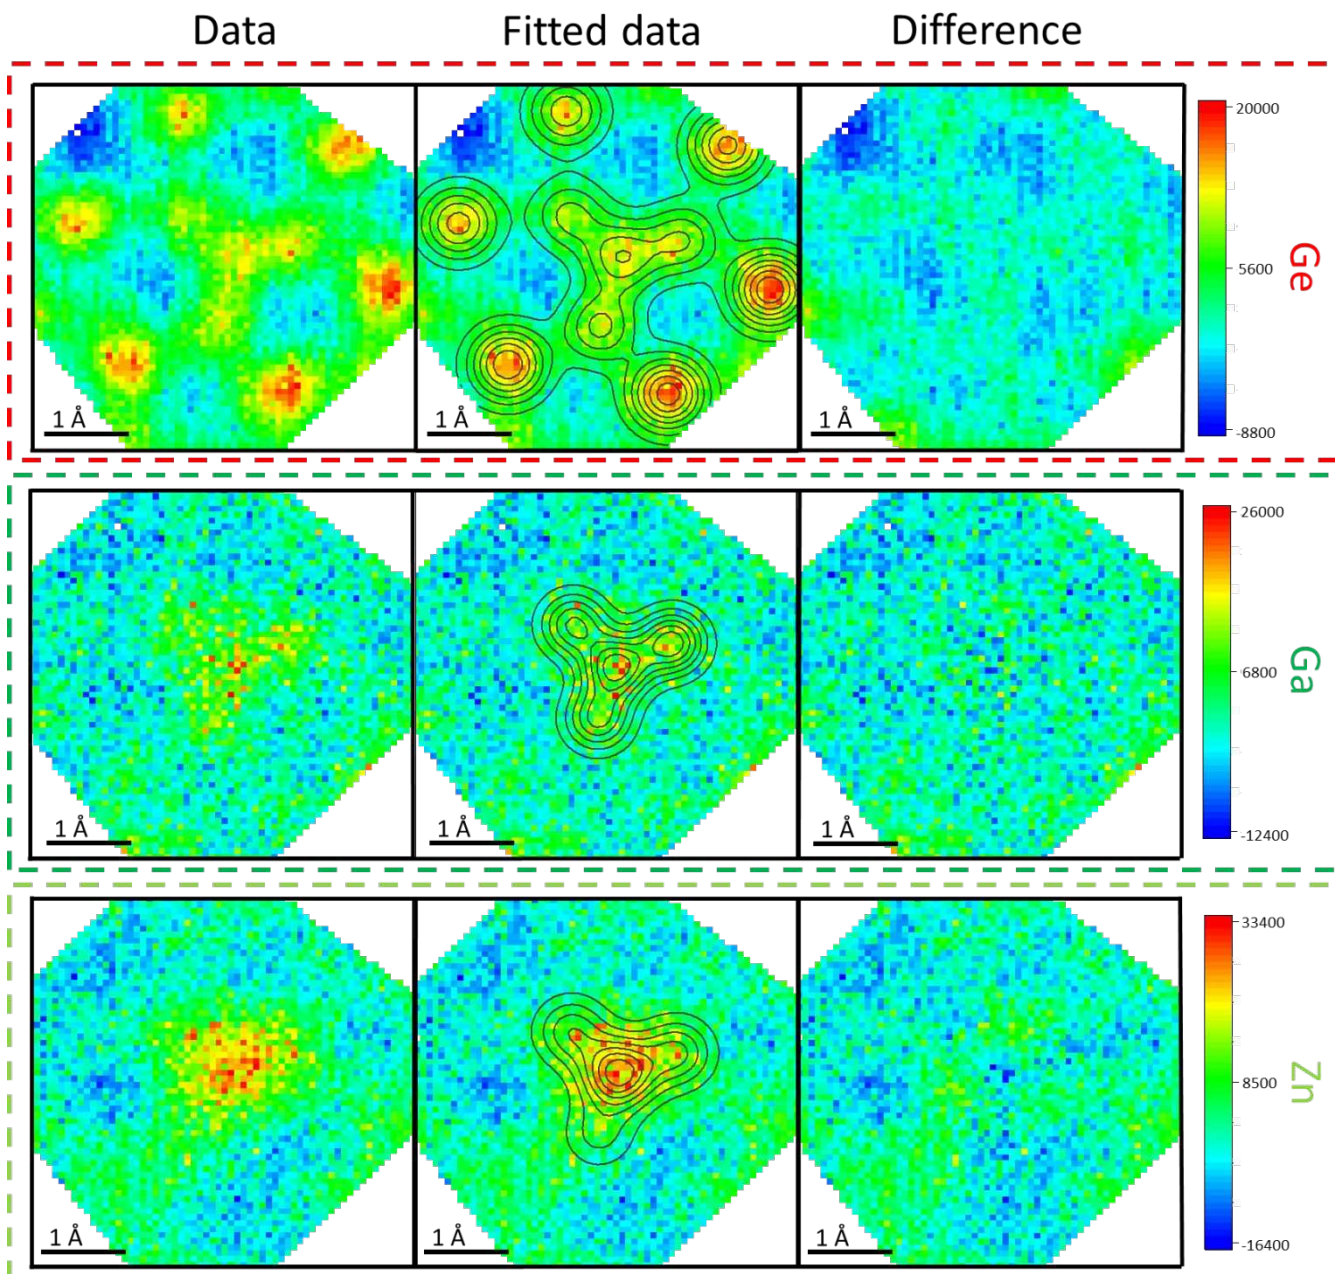 Data Fitted data Difference
20000
5600
-8800
Ge
1 Å 1 Å 1 Å
26000
6800
-12400
Ga
1 Å 1 Å 1 Å
33400
8500
-16400
Zn
1 Å 1 Å 1 Å